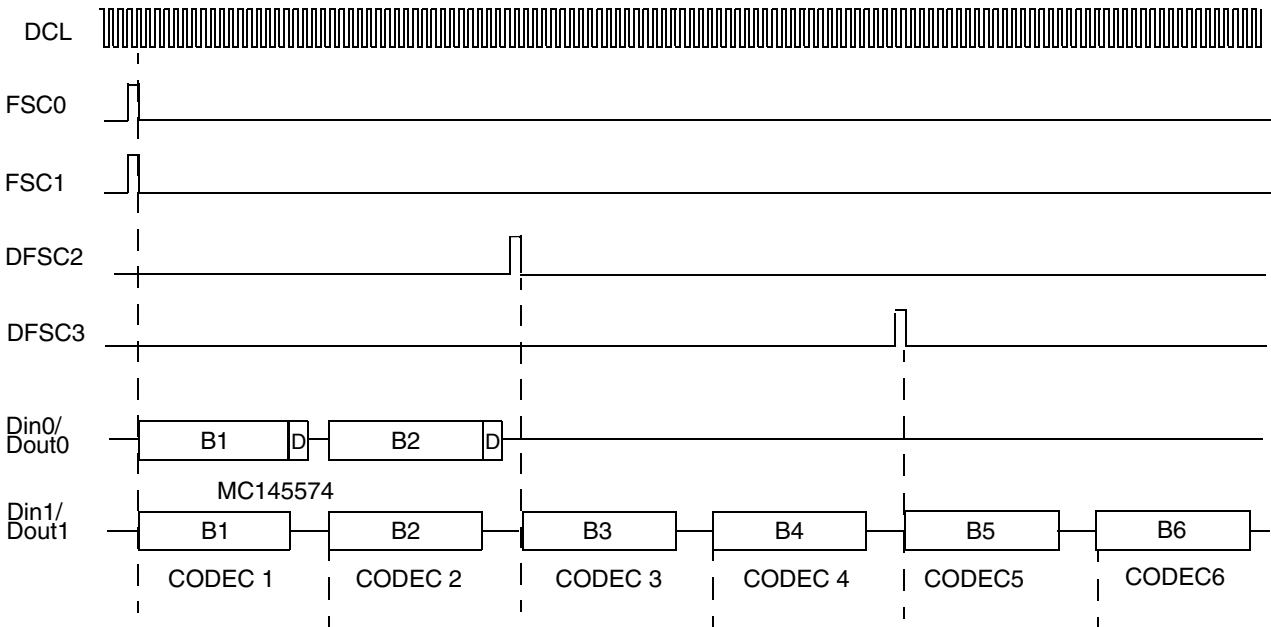 DCL
FSC0
FSC1
DFSC2
DFSC3
Din0/
Dout0
B1 D B2 D
MC145574
Din1/
Dout1
B1 B2 B3 B4 B5 B6
CODEC 1 CODEC 2 CODEC 3 CODEC 4 CODEC5 CODEC6